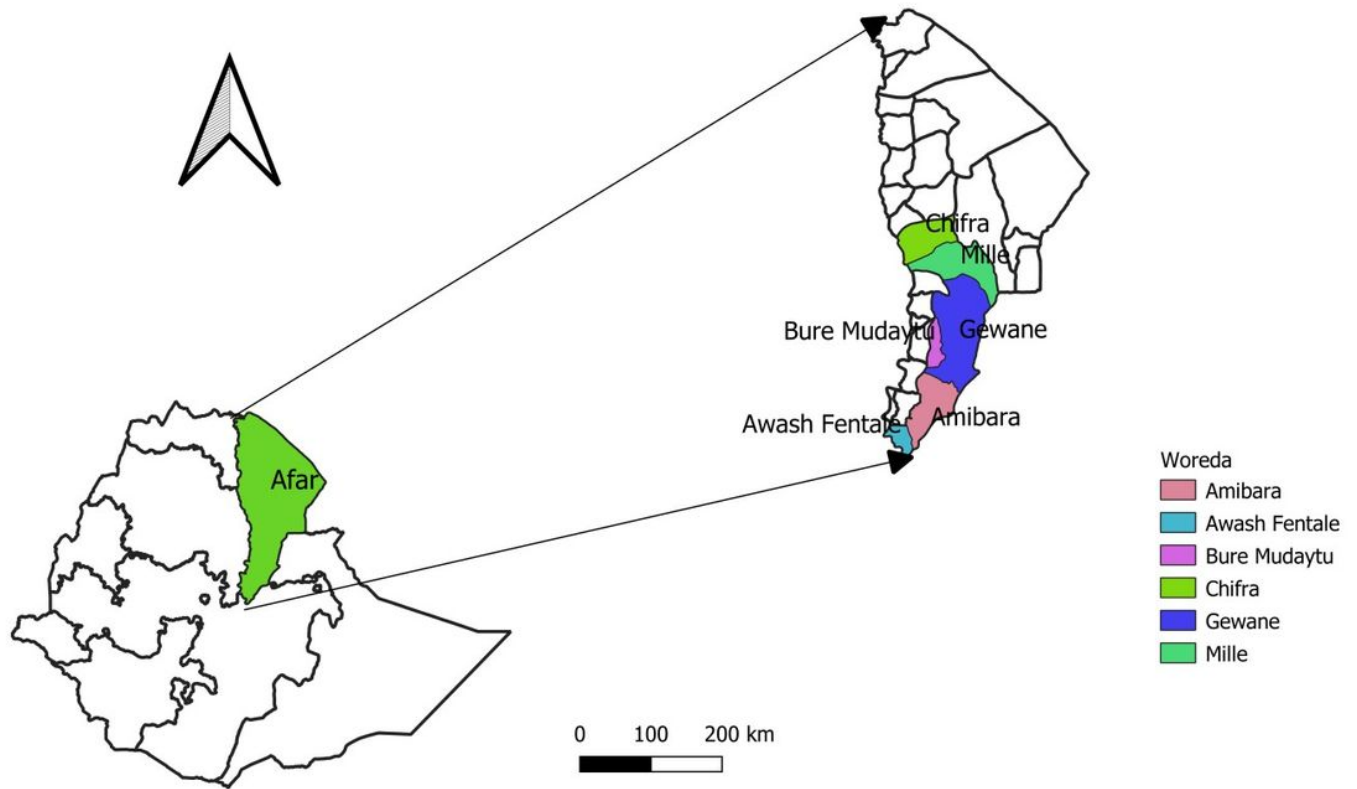 Chifra
Mille
Bure Mudaytu
Gewane
Awash Fentale
Amibara
Afar
Woreda
Amibara
Awash Fentale
Bure Mudaytu
Chifra
Gewane
Mille
0 100 200 km